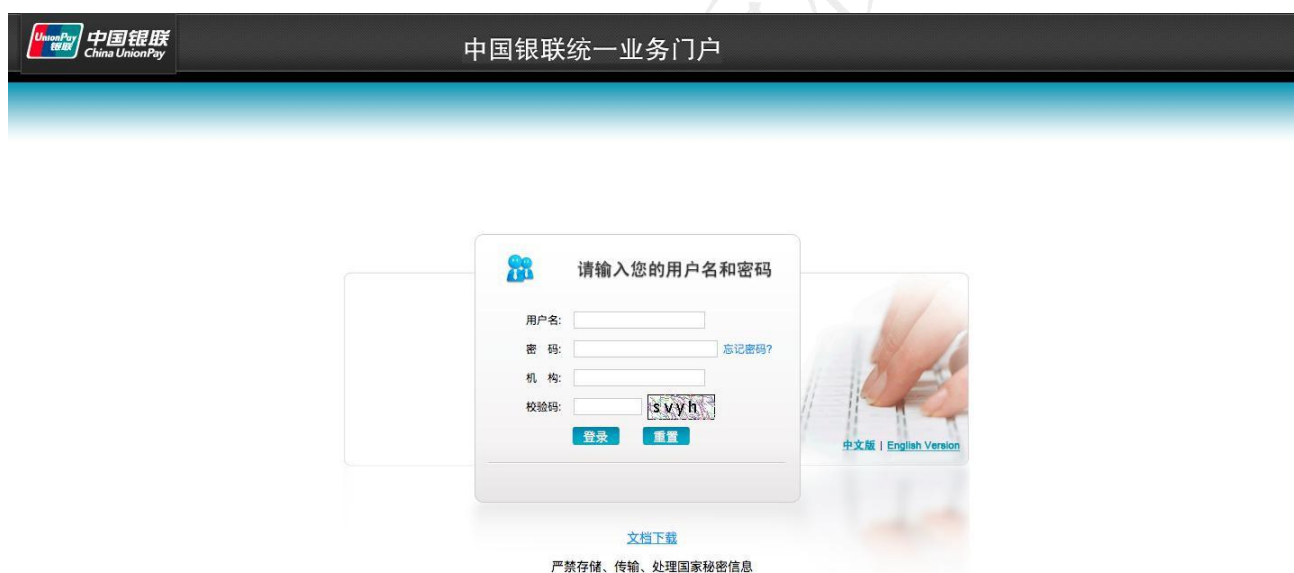 UnionPay 中国银联
银联 China UnionPay
中国银联统一业务门户
请输入您的用户名和密码
用户名:
密 码: 忘记密码?
机 构:
校验码: svyh
登录 重置
中文版 | English Version
文档下载
严禁存储、传输、处理国家秘密信息